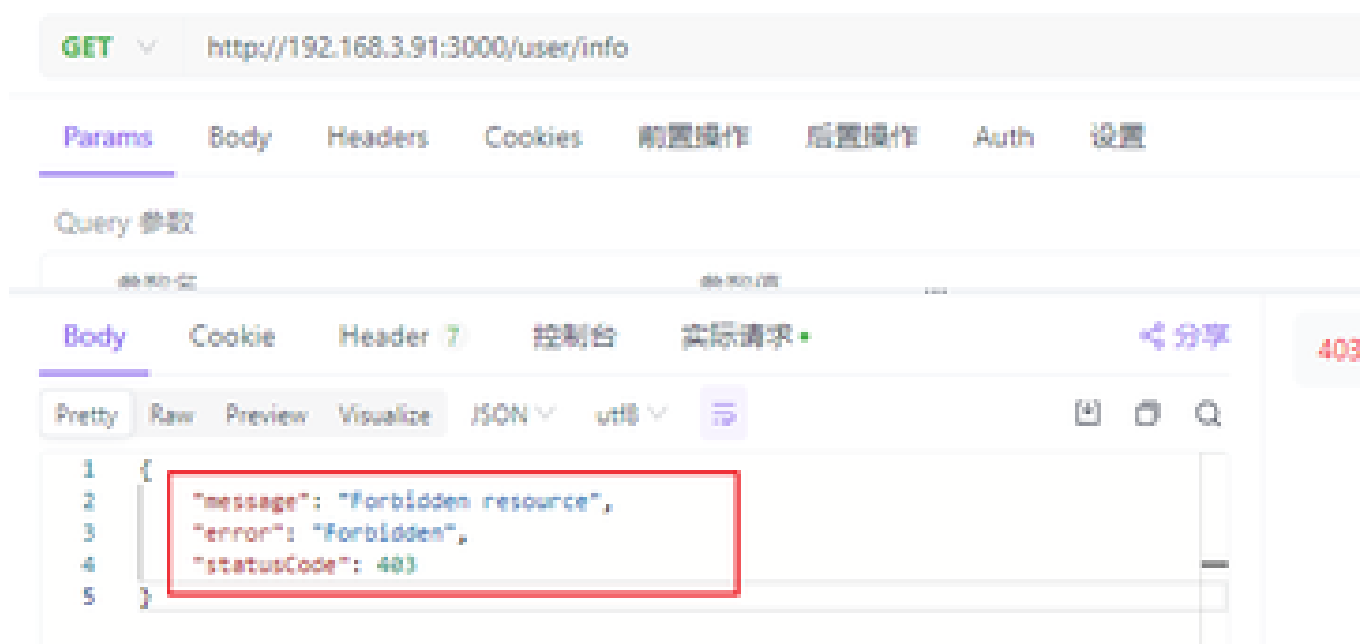 GET http://192.168.3.91:3000/user/info
Params Body Headers Cookies 前置操作 后置操作 Auth 设置
Query 参数
Body Cookie Header 7 控制台 实际请求 分享 403
Pretty Raw Preview Visualize JSON utf8
1 {
2 "message": "Forbidden resource",
3 "error": "Forbidden",
4 "statusCode": 403
5 }